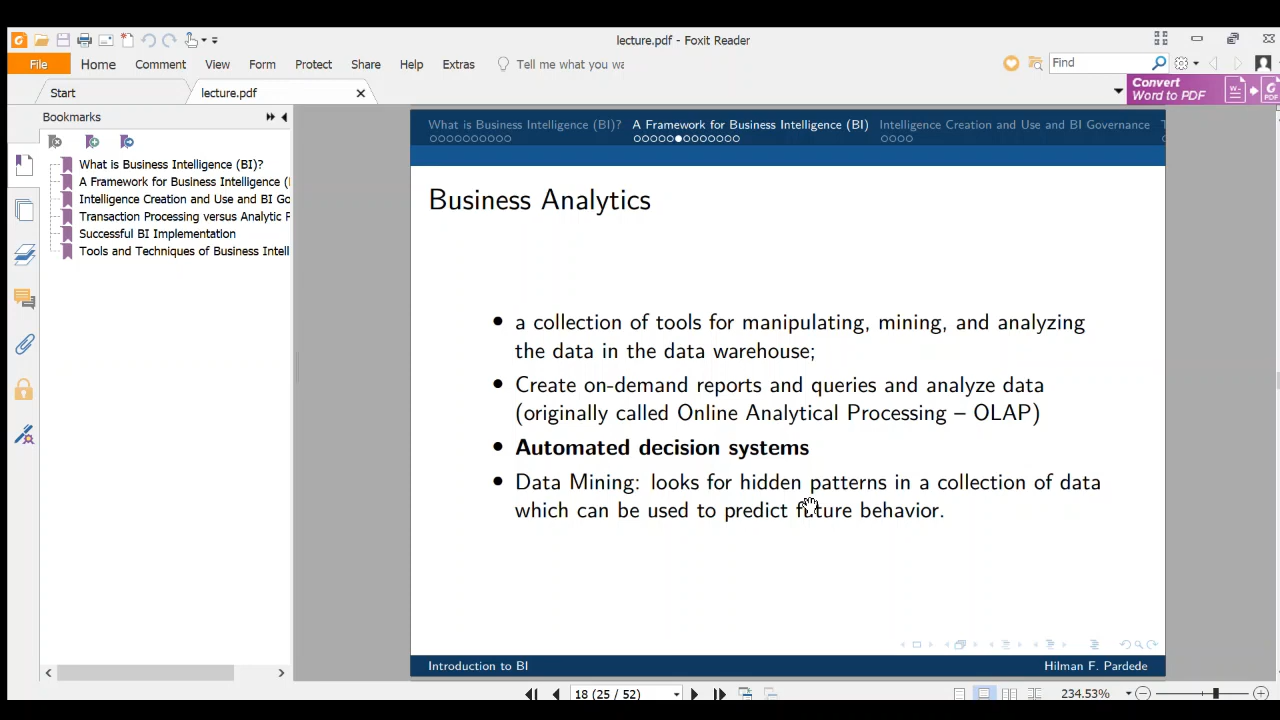 lecture.pdf - Foxit Reader
File Home Comment View Form Protect Share Help Extras Tell me what you wa Find
Convert
Word to PDF
Start lecture.pdf
Bookmarks
What is Business Intelligence (BI)?
A Framework for Business Intelligence (
Intelligence Creation and Use and BI Go
Transaction Processing versus Analytic P
Successful BI Implementation
Tools and Techniques of Business Intell
What is Business Intelligence (BI)? A Framework for Business Intelligence (BI) Intelligence Creation and Use and BI Governance T
Business Analytics
• a collection of tools for manipulating, mining, and analyzing
the data in the data warehouse;
• Create on-demand reports and queries and analyze data
(originally called Online Analytical Processing – OLAP)
• Automated decision systems
• Data Mining: looks for hidden patterns in a collection of data
which can be used to predict future behavior.
Introduction to BI Hilman F. Pardede
18 (25 / 52) 234.53%